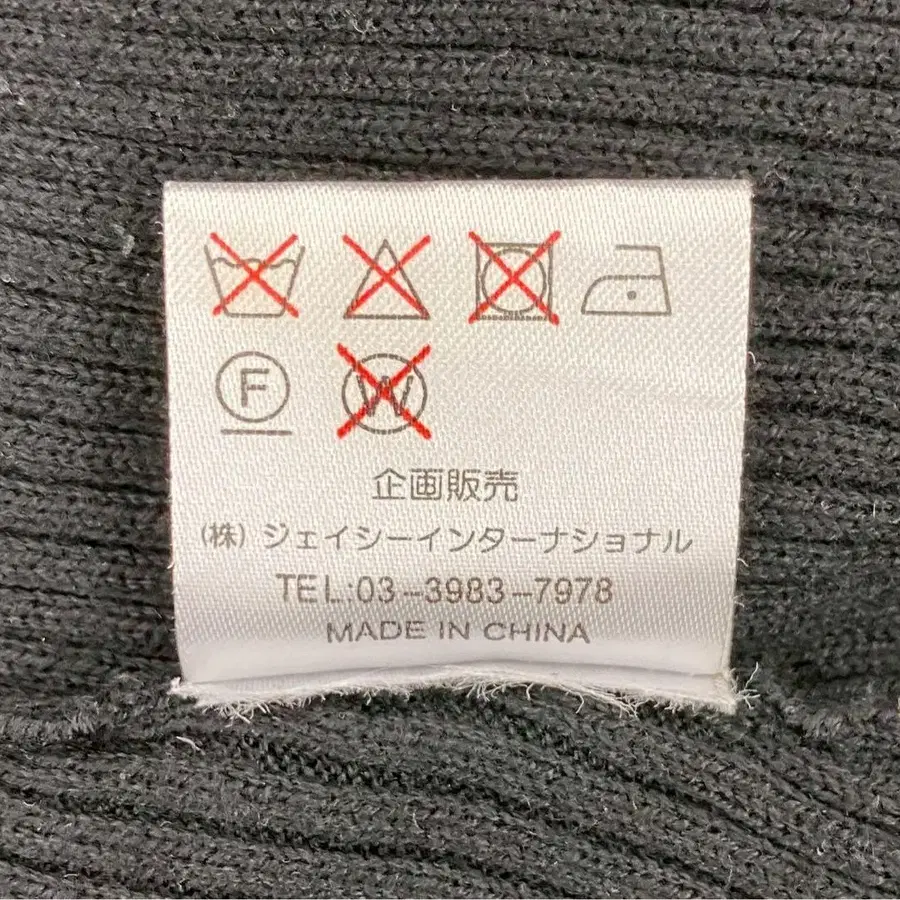 F W
企画販売
(株) ジェイシーインターナショナル
TEL:03-3983-7978
MADE IN CHINA